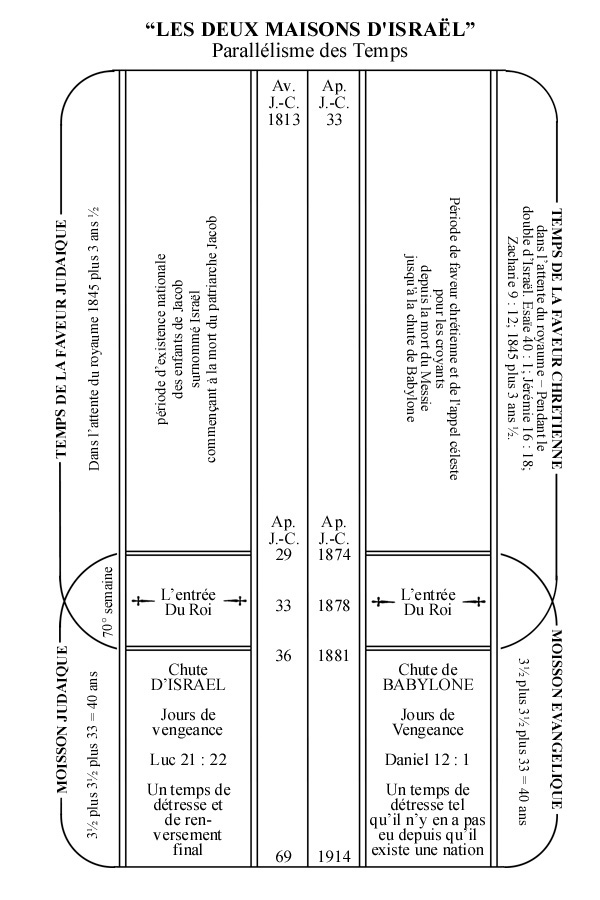 “LES DEUX MAISONS D'ISRAËL”
Parallélisme des Temps
TEMPS DE LA FAVEUR JUDAIQUE
Dans l’attente du royaume 1845 plus 3 ans ½
période d’existence nationale
des enfants de Jacob
surnommé Israël
commençant à la mort du patriarche Jacob
Av.
J.-C.
1813
Ap.
J.-C.
33
Période de faveur chrétienne et de l'appel céleste
pour les croyants
depuis la mort du Messie
jusqu'à la chute de Babylone
TEMPS DE LA FAVEUR CHRETIENNE
dans l’attente du royaume – Pendant le
double d’Israël. Esaïe 40 : 1; Jérémie 16 : 18;
Zacharie 9 : 12; 1845 plus 3 ans ½.
Ap.
J.-C.
29
Ap.
J.-C.
1874
70° semaine
L’entrée
Du Roi
33
1878
L’entrée
Du Roi
36
1881
MOISSON JUDAIQUE
3½ plus 3½ plus 33 = 40 ans
Chute
D’ISRAEL
Jours de
vengeance
Luc 21 : 22
Un temps de
détresse et
de ren-
versement
final
69
1914
Chute de
BABYLONE
Jours de
Vengeance
Daniel 12 : 1
Un temps de
détresse tel
qu’il n’y en a pas
eu depuis qu’il
existe une nation
3½ plus 3½ plus 33 = 40 ans
MOISSON EVANGELIQUE